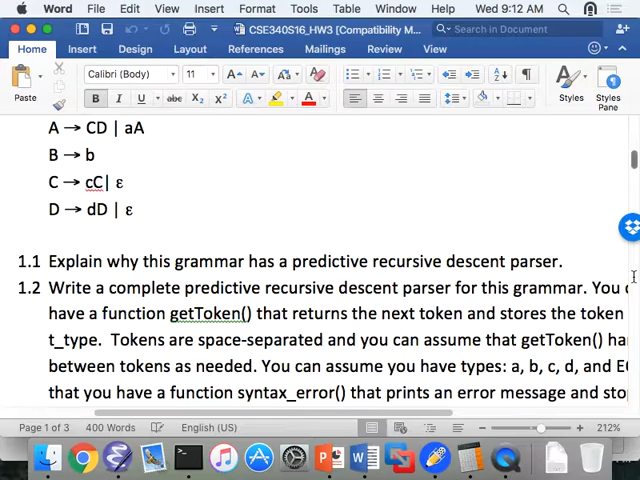 Word File Edit View Insert Format Font Tools Table Window Help Wed 9:12 AM
CSE340S16_HW3 [Compatibility M... Search in Document
Home Insert Design Layout References Mailings Review View
Calibri (Body) 11
Paste Styles Styles Pane
A → CD | aA
B → b
C → cC| ε
D → dD | ε
1.1 Explain why this grammar has a predictive recursive descent parser.
1.2 Write a complete predictive recursive descent parser for this grammar. You c
have a function getToken() that returns the next token and stores the token
t_type. Tokens are space-separated and you can assume that getToken() ha
between tokens as needed. You can assume you have types: a, b, c, d, and EO
that you have a function syntax_error() that prints an error message and stop
Page 1 of 3 400 Words English (US) 212%